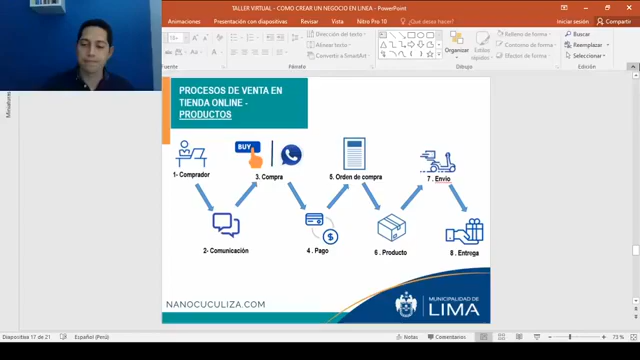 TALLER VIRTUAL - COMO CREAR UN NEGOCIO EN LINEA - PowerPoint
Animaciones
Presentación con diapositivas
Revisar
Vista
Nitro Pro 10
¿Qué desea hacer?
Iniciar sesión
Compartir
Dirección del texto
Alinear texto
Convertir a SmartArt
Organizar
Relleno de forma
Contorno de forma
Efectos de forma
Buscar
Reemplazar
Seleccionar
Fuente
Párrafo
Dibujo
Edición
Miniaturas
PROCESOS DE VENTA EN
TIENDA ONLINE -
PRODUCTOS
BUY
1- Comprador
3. Compra
5. Orden de compra
7 . Envio
2- Comunicación
4 . Pago
6 . Producto
8 . Entroga
NANOCUCULIZA.COM
MUNICIPALIDAD DE
LIMA
Diapositiva 17 de 21
Español (Perú)
Notas
Comentarios
73 %